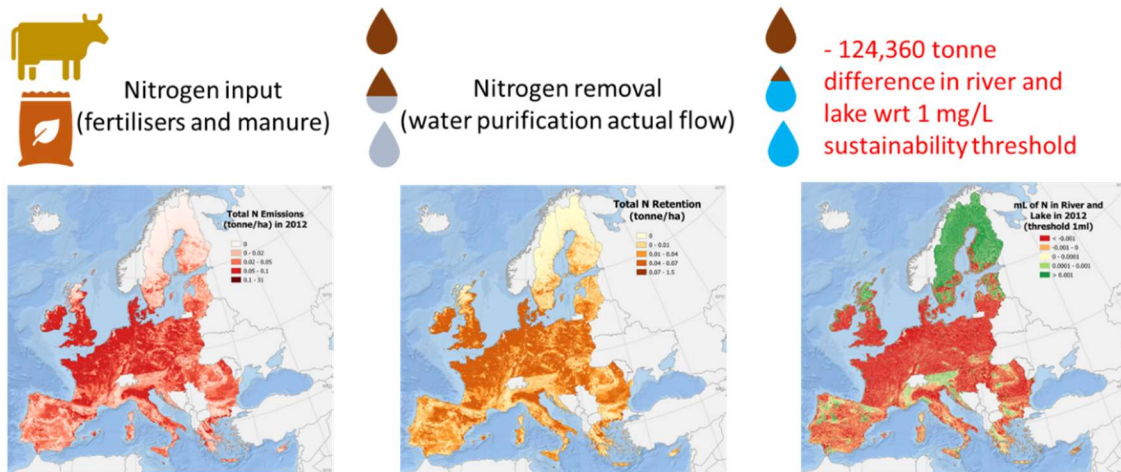 Nitrogen input
(fertilisers and manure)
Nitrogen removal
(water purification actual flow)
- 124,360 tonne
difference in river and
lake wrt 1 mg/L
sustainability threshold
Total N Emissions
(tonne/ha) in 2012
0
0 - 0.02
0.02 - 0.05
0.05 - 0.1
0.1 - 31
Total N Retention
(tonne/ha)
0
0 - 0.01
0.01 - 0.04
0.04 - 0.07
0.07 - 1.5
mL of N in River and
Lake in 2012
(threshold 1ml)
< -0.001
-0.001 - 0
0 - 0.0001
0.0001 - 0.001
> 0.001